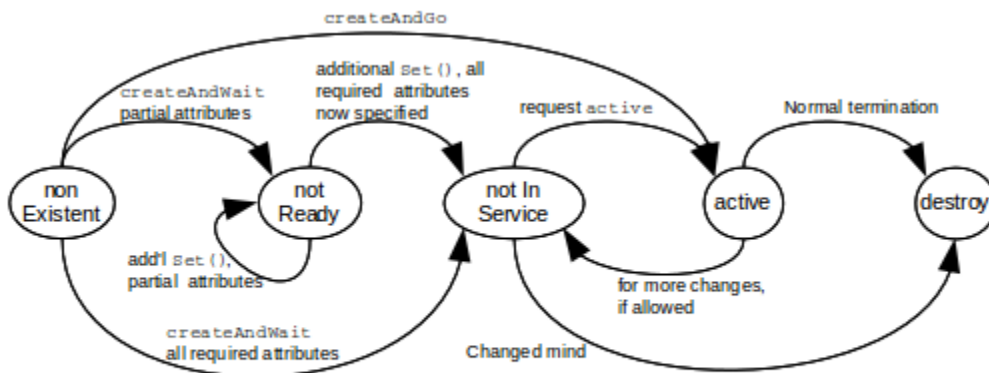 createAndGo
additional Set(), all
required attributes
now specified
createAndWait
partial attributes
request active
Normal termination
non
Existent
not
Ready
not In
Service
active
destroy
add'l Set(),
partial attributes
for more changes,
if allowed
createAndWait
all required attributes
Changed mind